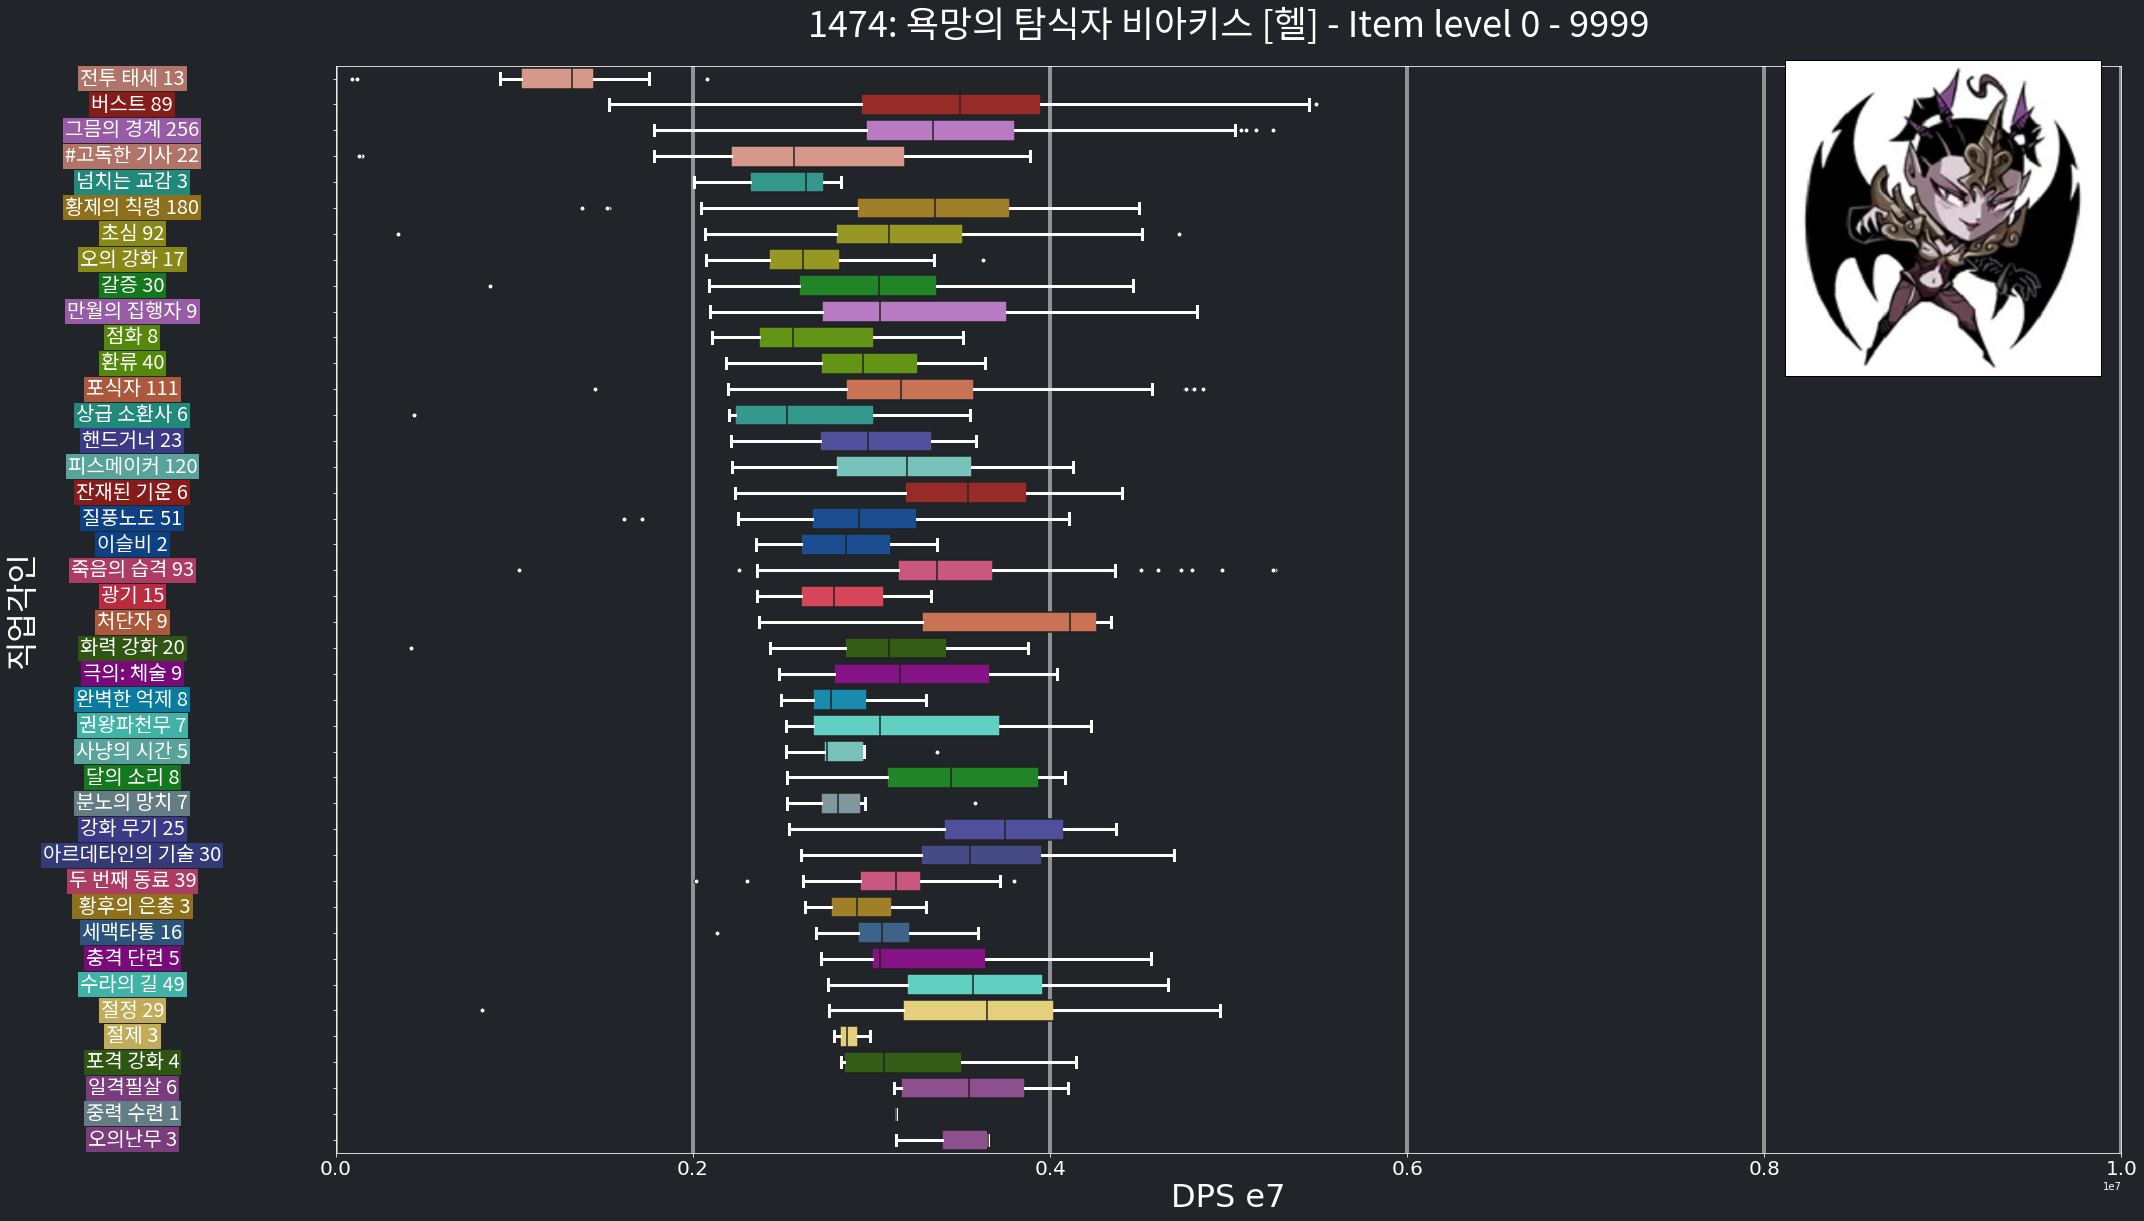 1474: 욕망의 탐식자 비아키스 [헬] - Item level 0 - 9999
직업각인
전투 태세 13
버스트 89
그믐의 경계 256
#고독한 기사 22
넘치는 교감 3
황제의 칙령 180
초심 92
오의 강화 17
갈증 30
만월의 집행자 9
점화 8
환류 40
포식자 111
상급 소환사 6
핸드거너 23
피스메이커 120
잔재된 기운 6
질풍노도 51
이슬비 2
죽음의 습격 93
광기 15
처단자 9
화력 강화 20
극의: 체술 9
완벽한 억제 8
권왕파천무 7
사냥의 시간 5
달의 소리 8
분노의 망치 7
강화 무기 25
아르데타인의 기술 30
두 번째 동료 39
황후의 은총 3
세맥타통 16
충격 단련 5
수라의 길 49
절정 29
절제 3
포격 강화 4
일격필살 6
중력 수련 1
오의난무 3
0.0 0.2 0.4 0.6 0.8 1.0
1e7
DPS e7